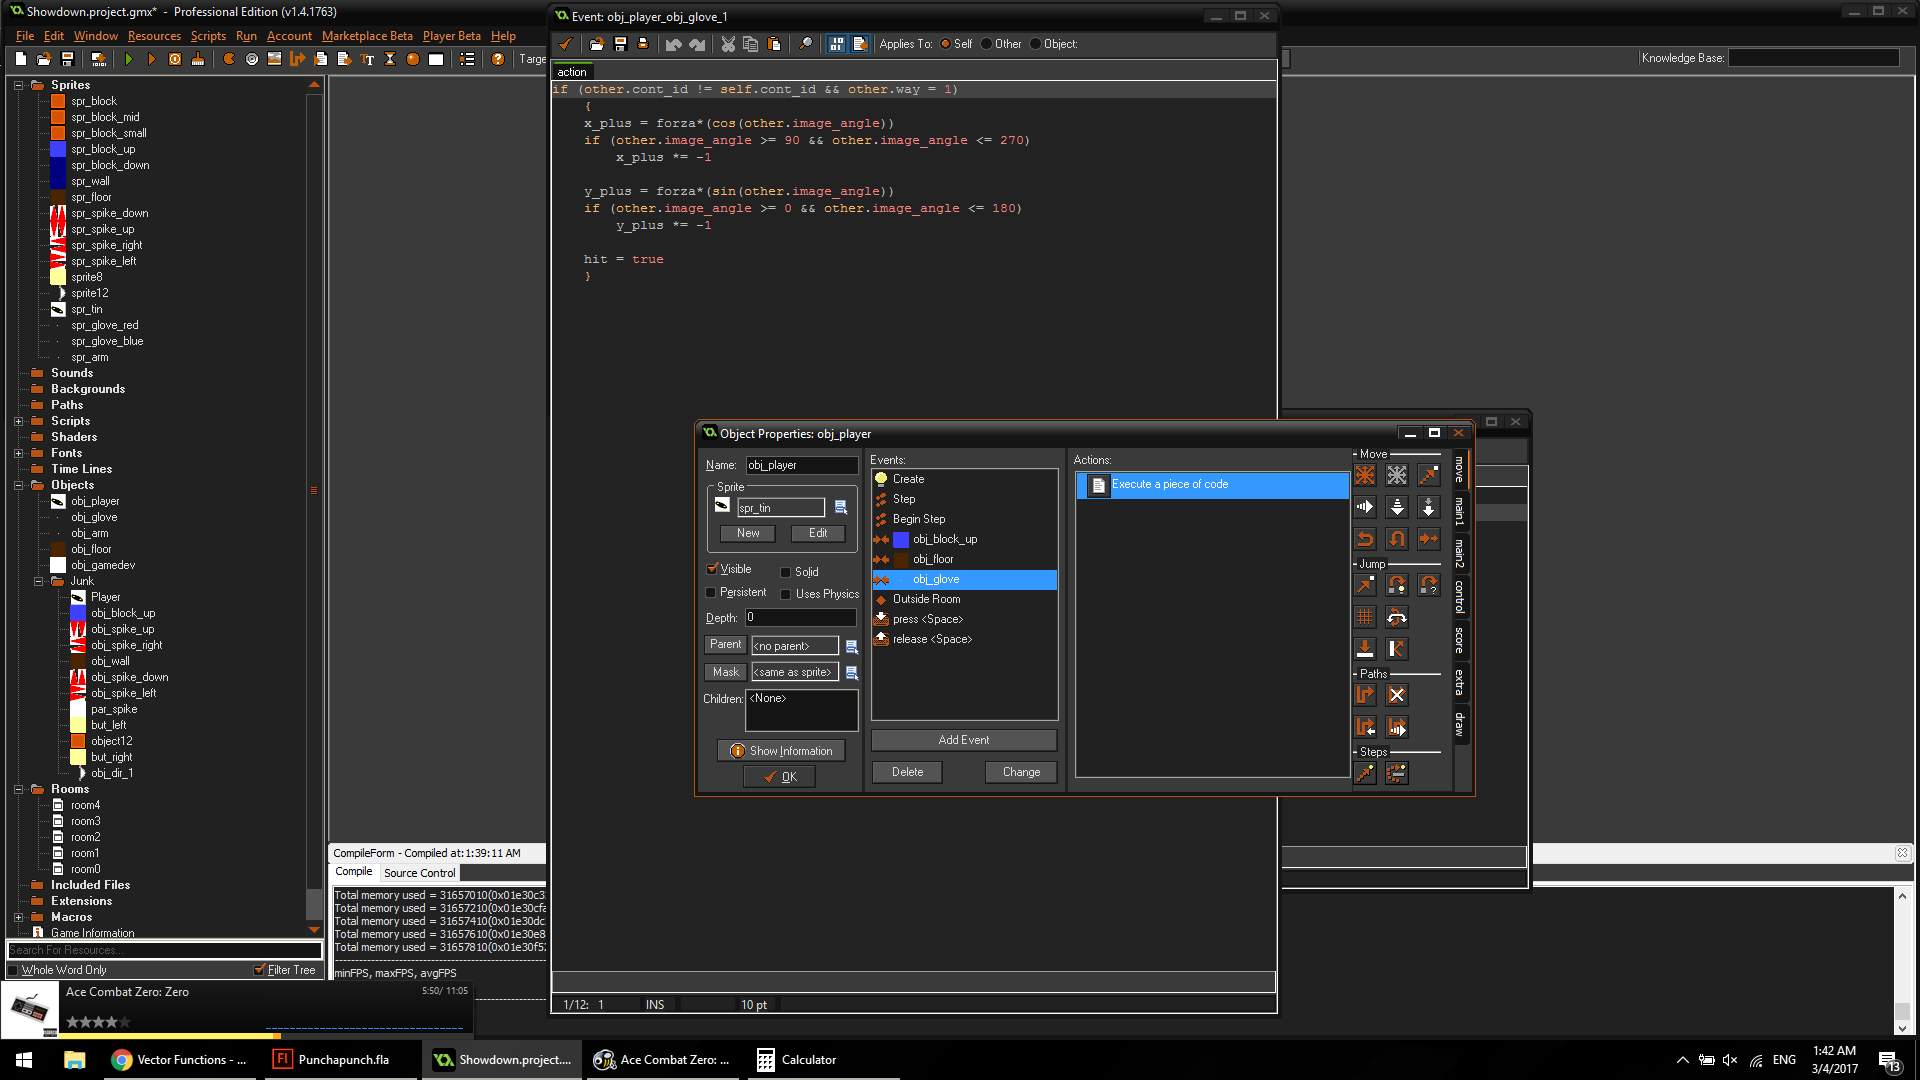 Showdown.project.gmx* - Professional Edition (v1.4.1763)
File Edit Window Resources Scripts Run Account Marketplace Beta Player Beta Help
Targe
Knowledge Base:
Sprites
spr_block
spr_block_mid
spr_block_small
spr_block_up
spr_block_down
spr_wall
spr_floor
spr_spike_down
spr_spike_up
spr_spike_right
spr_spike_left
sprite8
sprite12
spr_tin
spr_glove_red
spr_glove_blue
spr_arm
Sounds
Backgrounds
Paths
Scripts
Shaders
Fonts
Time Lines
Objects
obj_player
obj_glove
obj_arm
obj_floor
obj_gamedev
Junk
Player
obj_block_up
obj_spike_up
obj_spike_right
obj_wall
obj_spike_down
obj_spike_left
par_spike
but_left
object12
but_right
obj_dir_1
Rooms
room4
room3
room2
room1
room0
Included Files
Extensions
Macros
Game Information
Search For Resources...
Whole Word Only Filter Tree
Event: obj_player_obj_glove_1
Applies To: Self Other Object:
action
if (other.cont_id != self.cont_id && other.way = 1)
{
x_plus = forza*(cos(other.image_angle))
if (other.image_angle >= 90 && other.image_angle <= 270)
x_plus *= -1
y_plus = forza*(sin(other.image_angle))
if (other.image_angle >= 0 && other.image_angle <= 180)
y_plus *= -1
hit = true
}
1/12: 1 INS 10 pt
Object Properties: obj_player
Name: obj_player
Sprite
spr_tin
New Edit
Visible Solid
Persistent Uses Physics
Depth: 0
Parent <no parent>
Mask <same as sprite>
Children: <None>
Show Information
OK
Events:
Create
Step
Begin Step
obj_block_up
obj_floor
obj_glove
Outside Room
press <Space>
release <Space>
Add Event
Delete Change
Actions:
Execute a piece of code
Move
Jump
Paths
Steps
move
main1
main2
control
score
extra
draw
CompileForm - Compiled at:1:39:11 AM
Compile Source Control
Total memory used = 31657010(0x01e30c3
Total memory used = 31657210(0x01e30cfa
Total memory used = 31657410(0x01e30dc
Total memory used = 31657610(0x01e30e8
Total memory used = 31657810(0x01e30f52
minFPS, maxFPS, avgFPS
Ace Combat Zero: Zero 5:50/ 11:05
Vector Functions - ...
Punchapunch.fla
Showdown.project....
Ace Combat Zero: ...
Calculator
ENG
1:42 AM
3/4/2017
13